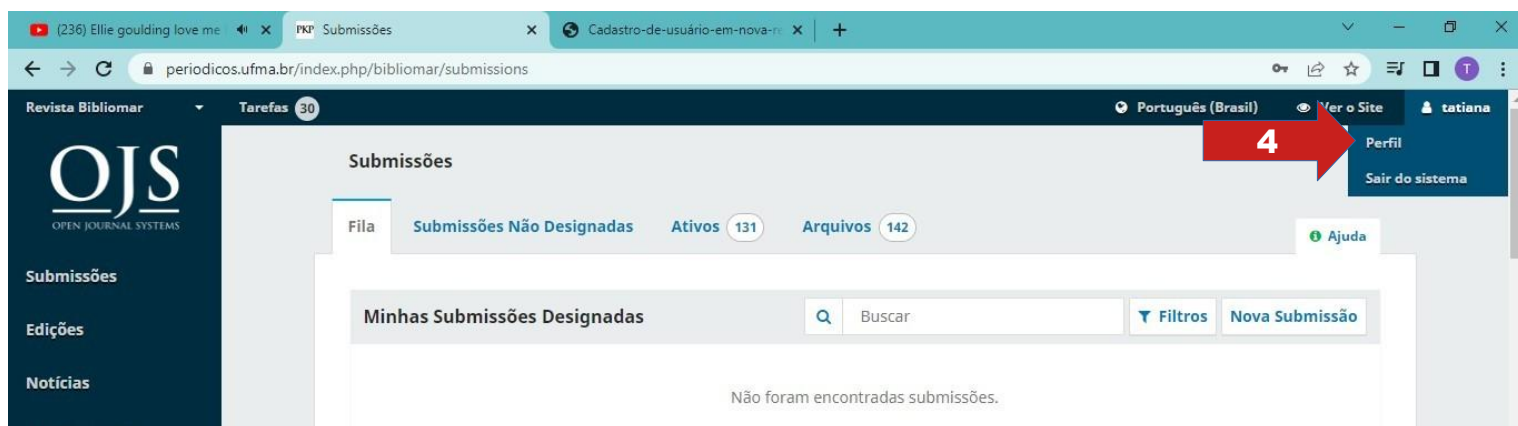 (236) Ellie goulding love me
PKP Submissões
Cadastro-de-usuário-em-nova-r
periodicos.ufma.br/index.php/bibliomar/submissions
T
Revista Bibliomar
Tarefas 30
Português (Brasil)
Ver o Site
tatiana
4
Perfil
Sair do sistema
OJS
OPEN JOURNAL SYSTEMS
Submissões
Edições
Notícias
Submissões
Fila Submissões Não Designadas Ativos 131 Arquivos 142
Ajuda
Minhas Submissões Designadas
Buscar
Filtros
Nova Submissão
Não foram encontradas submissões.